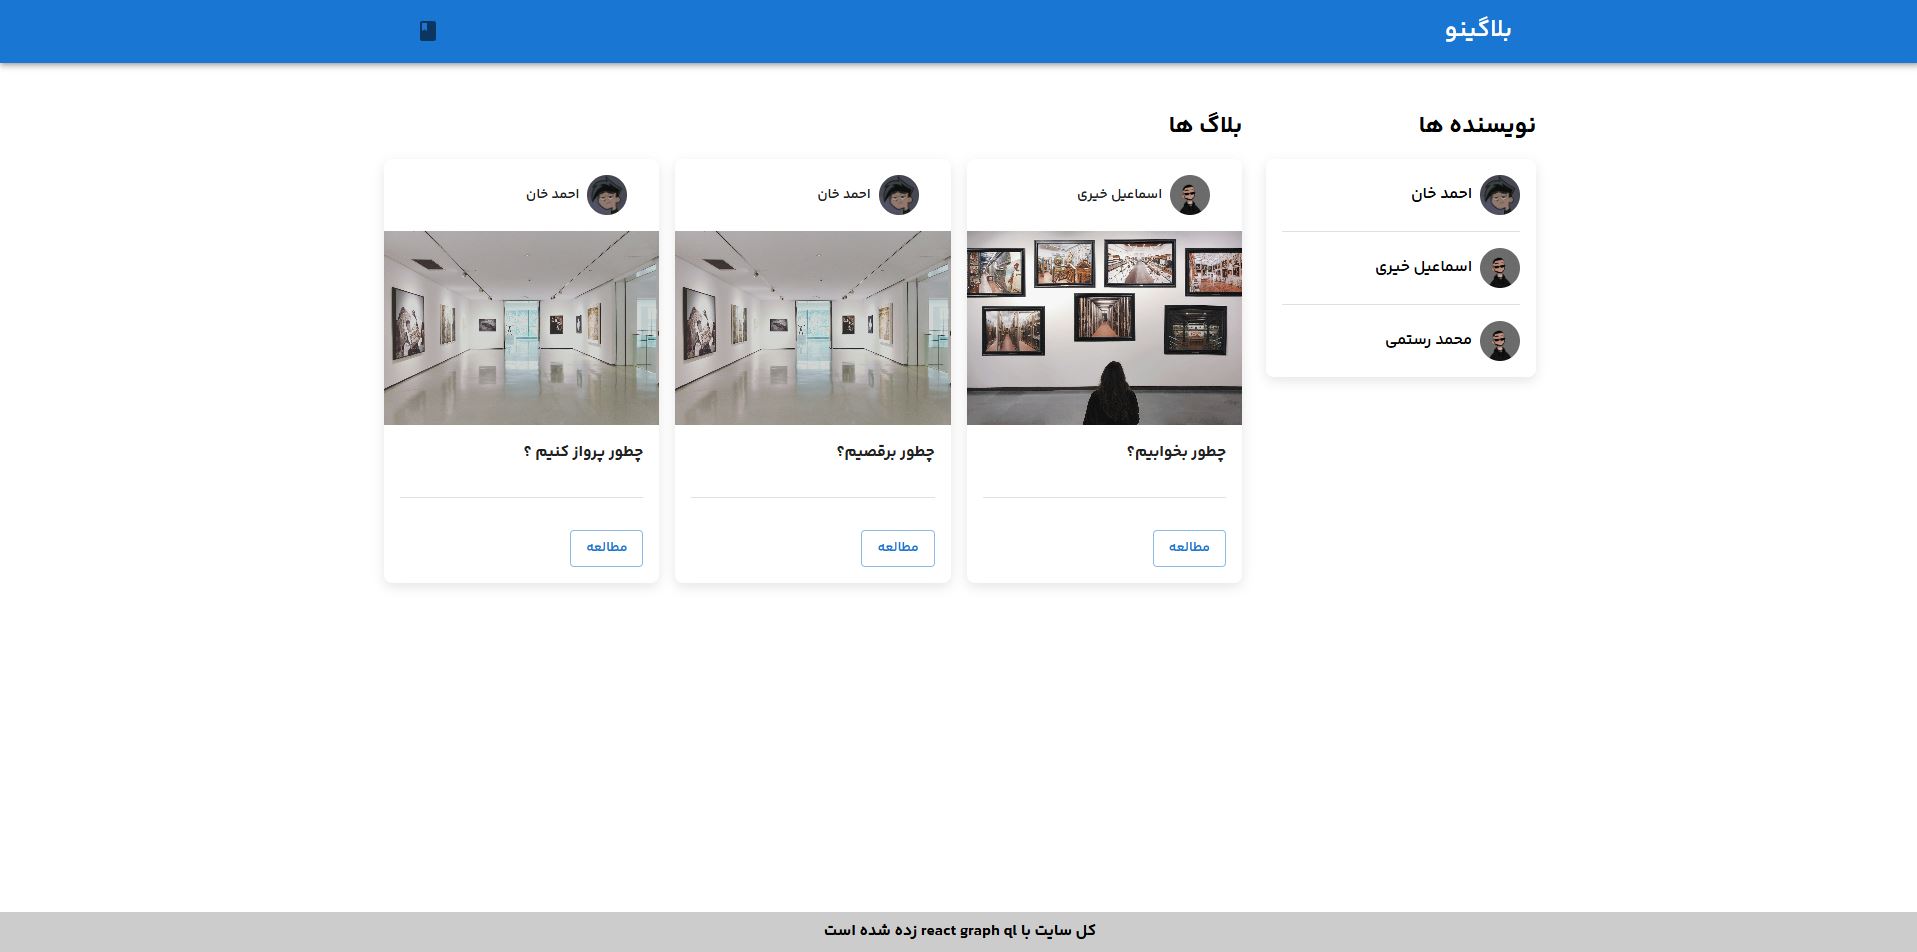 بلاگینو
نویسنده ها
احمد خان
اسماعیل خیری
محمد رستمی
بلاگ ها
اسماعیل خیری
چطور بخوابیم؟
مطالعه
احمد خان
چطور برقصیم؟
مطالعه
احمد خان
چطور پرواز کنیم ؟
مطالعه
کل سایت با react graph ql زده شده است